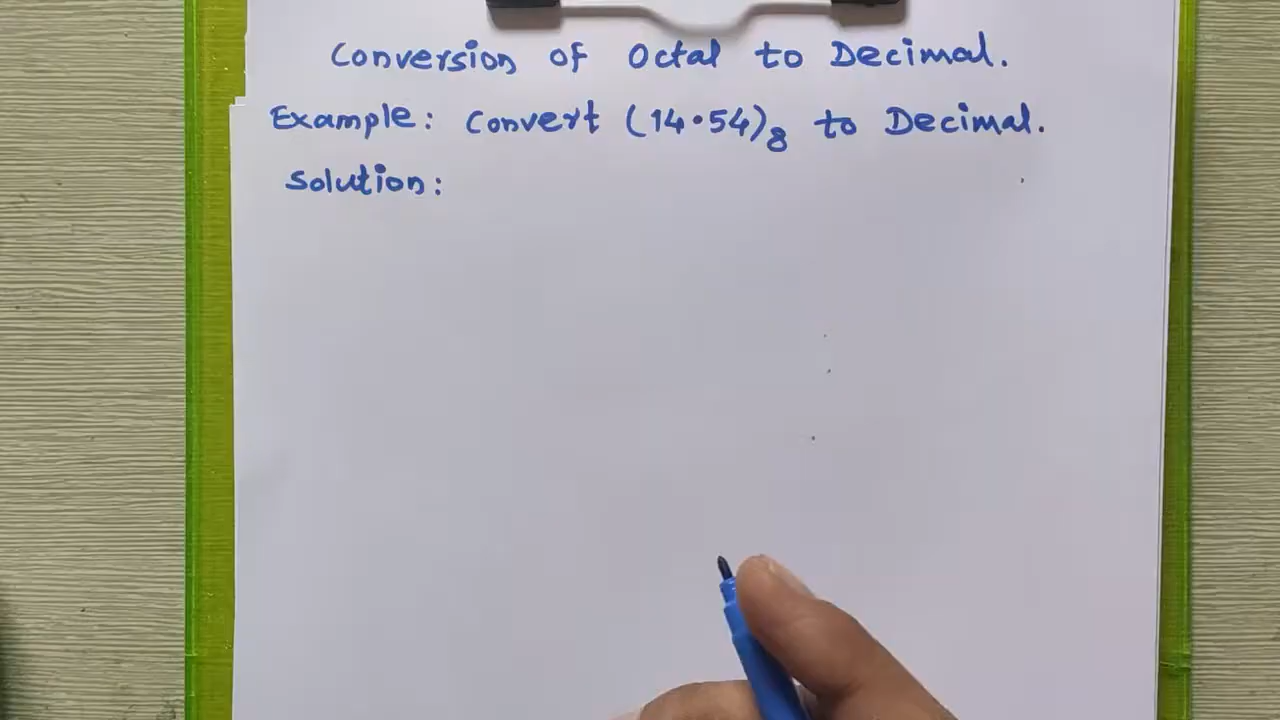 Conversion of Octal to Decimal.
Example: Convert (14.54)₈ to Decimal.
Solution: